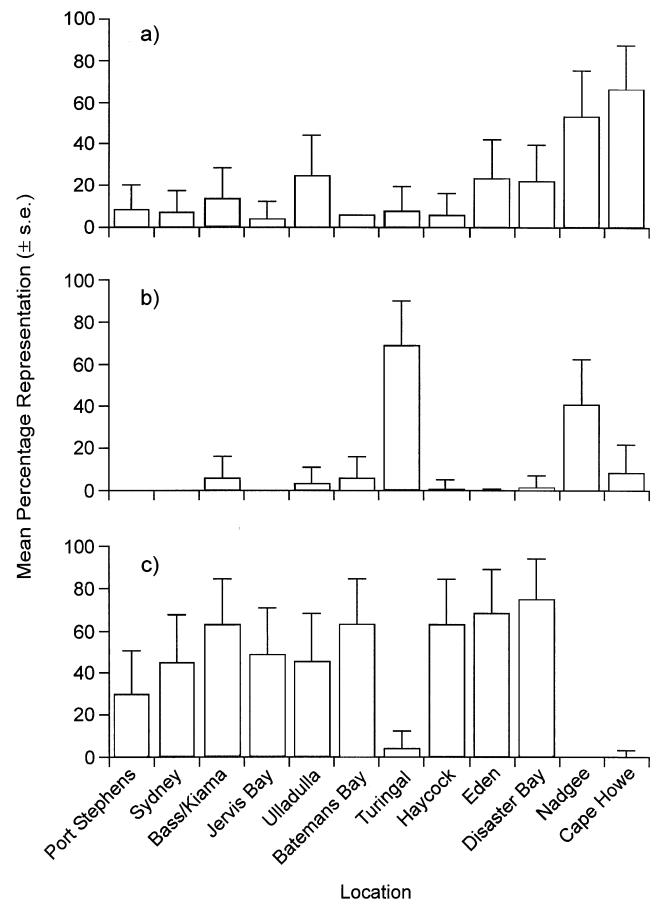 Mean Percentage Representation (± s.e.)
a)
100
80
60
40
20
0
b)
100
80
60
40
20
0
c)
100
80
60
40
20
0
Port Stephens
Sydney
Bass/Kiama
Jervis Bay
Ulladulla
Batemans Bay
Turingal
Haycock
Eden
Disaster Bay
Nadgee
Cape Howe
Location